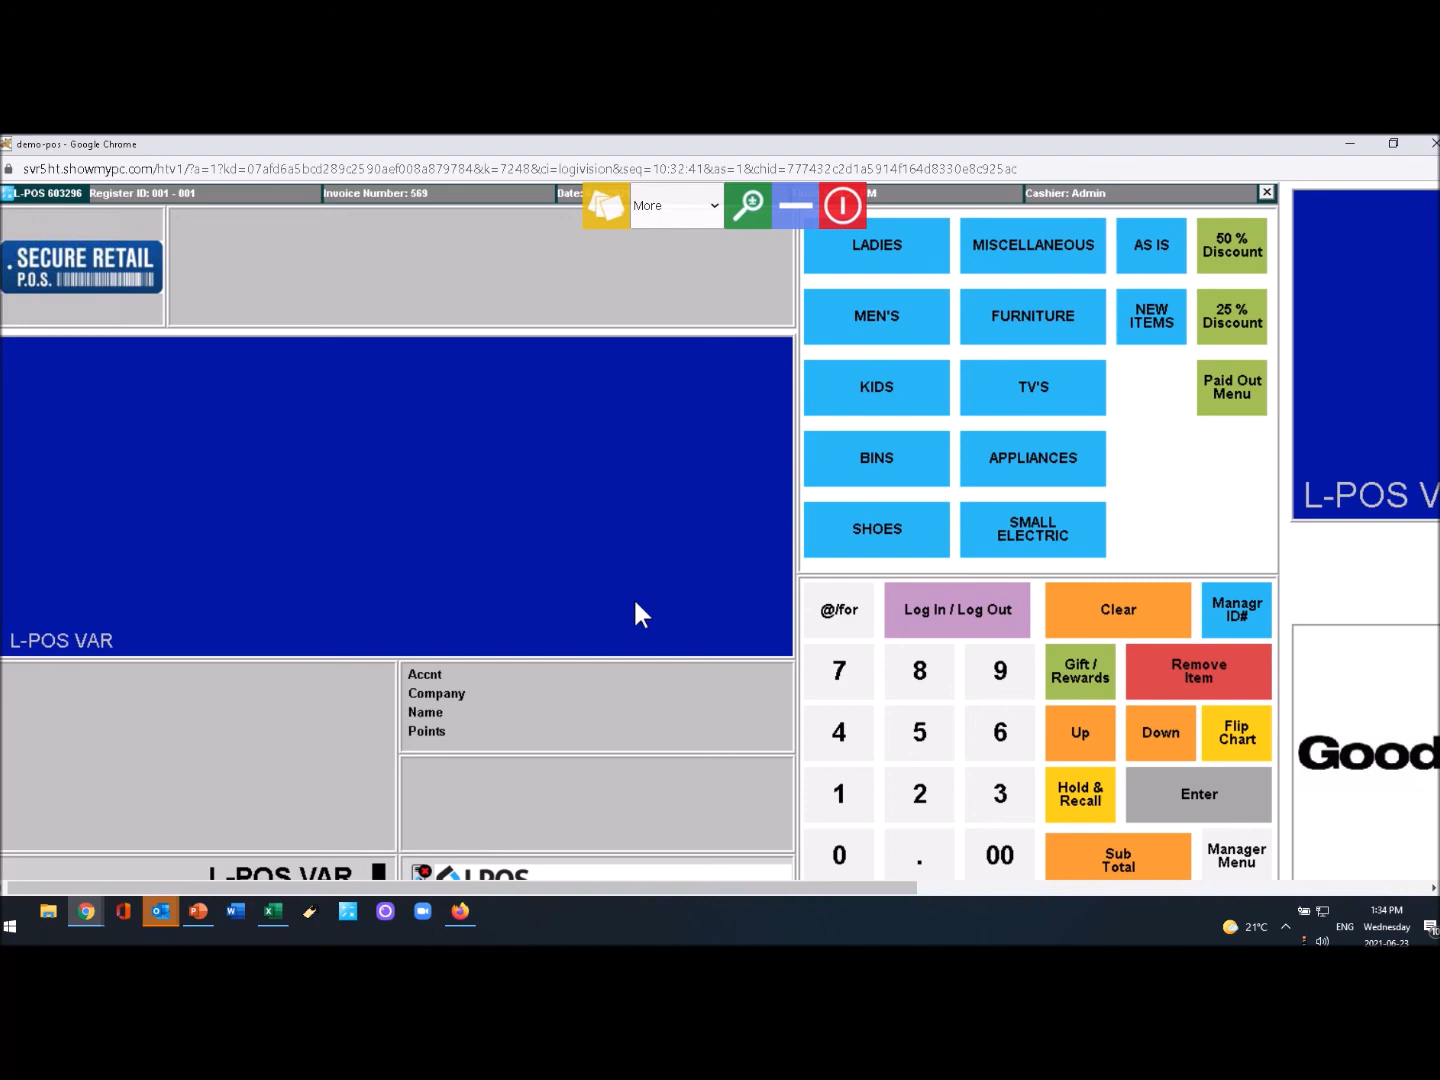 demo-pos - Google Chrome
svr5ht.showmypc.com/htv1/?a=1?kd=07afd6a5bcd289c2590aef008a879784&k=7248&ci=logivision&seq=10:32:41&as=1&chid=777432c2d1a5914f164d8330e8c925ac
L-POS 603296 Register ID: 001 - 001 Invoice Number: 569 Date: M Cashier: Admin
More
SECURE RETAIL
P.O.S.
LADIES MISCELLANEOUS AS IS 50 %
Discount
MEN'S FURNITURE NEW
ITEMS 25 %
Discount
KIDS TV'S Paid Out
Menu
BINS APPLIANCES
SHOES SMALL
ELECTRIC
L-POS V
L-POS VAR
@/for Log In / Log Out Clear Managr
ID#
7 8 9 Gift /
Rewards Remove
Item
4 5 6 Up Down Flip
Chart
1 2 3 Hold &
Recall Enter
0 . 00 Sub
Total Manager
Menu
Accnt
Company
Name
Points
Good
L-POS VAR
LPOS
21°C ENG 1:34 PM
Wednesday
2021-06-23